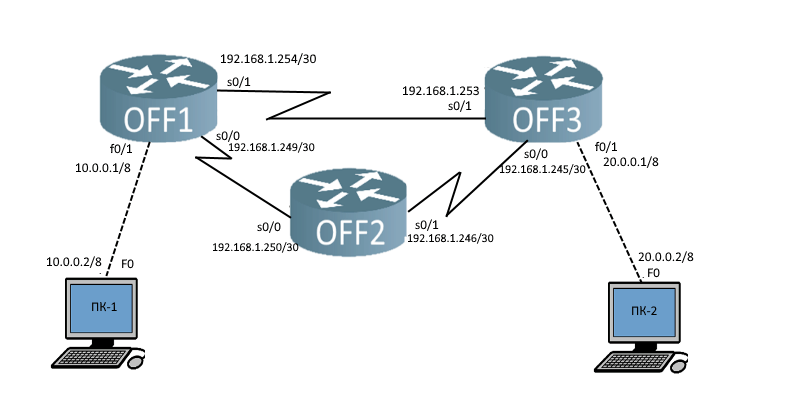 192.168.1.254/30
s0/1
192.168.1.253
s0/1
OFF1
OFF3
s0/0
192.168.1.249/30
f0/1
10.0.0.1/8
s0/0
192.168.1.245/30
f0/1
20.0.0.1/8
s0/0
192.168.1.250/30
OFF2
s0/1
192.168.1.246/30
10.0.0.2/8
F0
20.0.0.2/8
F0
ПК-1
ПК-2